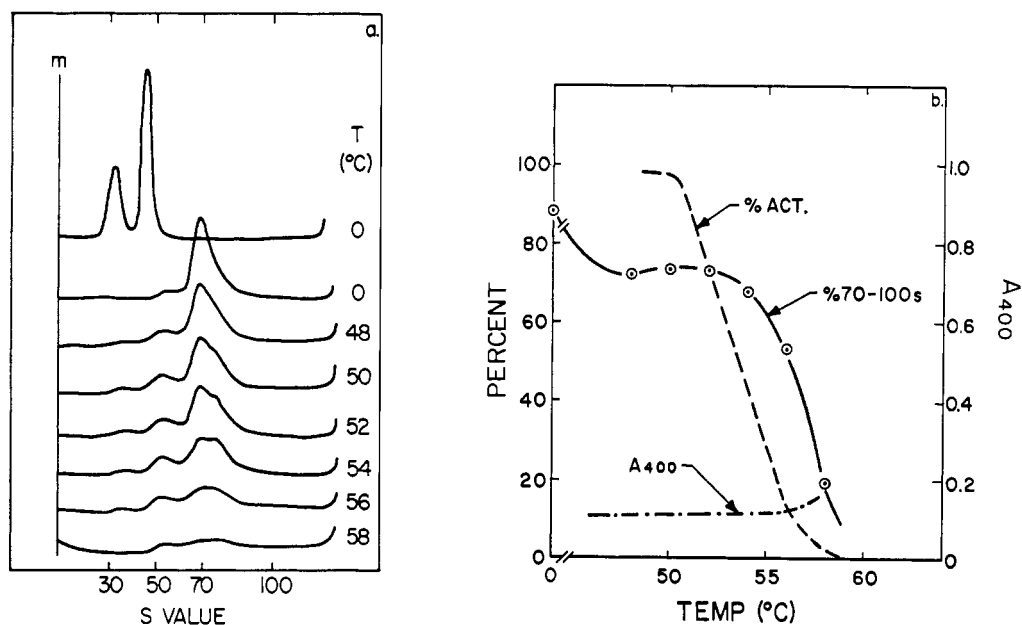 a.
m
T
(°C)
0
0
48
50
52
54
56
58
30 50 70 100
S VALUE
b.
100
80
60
40
20
0
PERCENT
% ACT.
%70-100s
A400
1.0
0.8
0.6
0.4
0.2
0
A400
0 50 55 60
TEMP (°C)